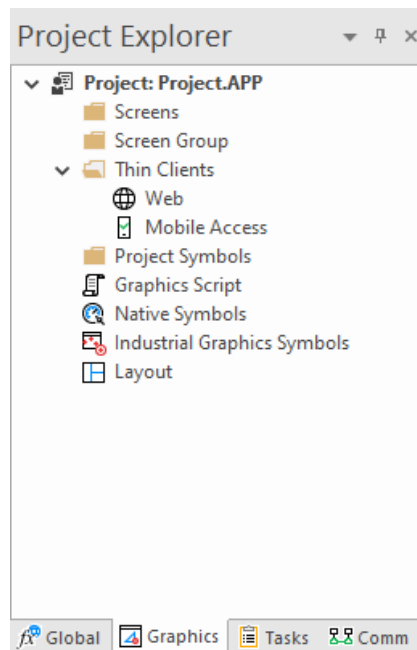 Project Explorer
Project: Project.APP
Screens
Screen Group
Thin Clients
Web
Mobile Access
Project Symbols
Graphics Script
Native Symbols
Industrial Graphics Symbols
Layout
fx Global Graphics Tasks Comm